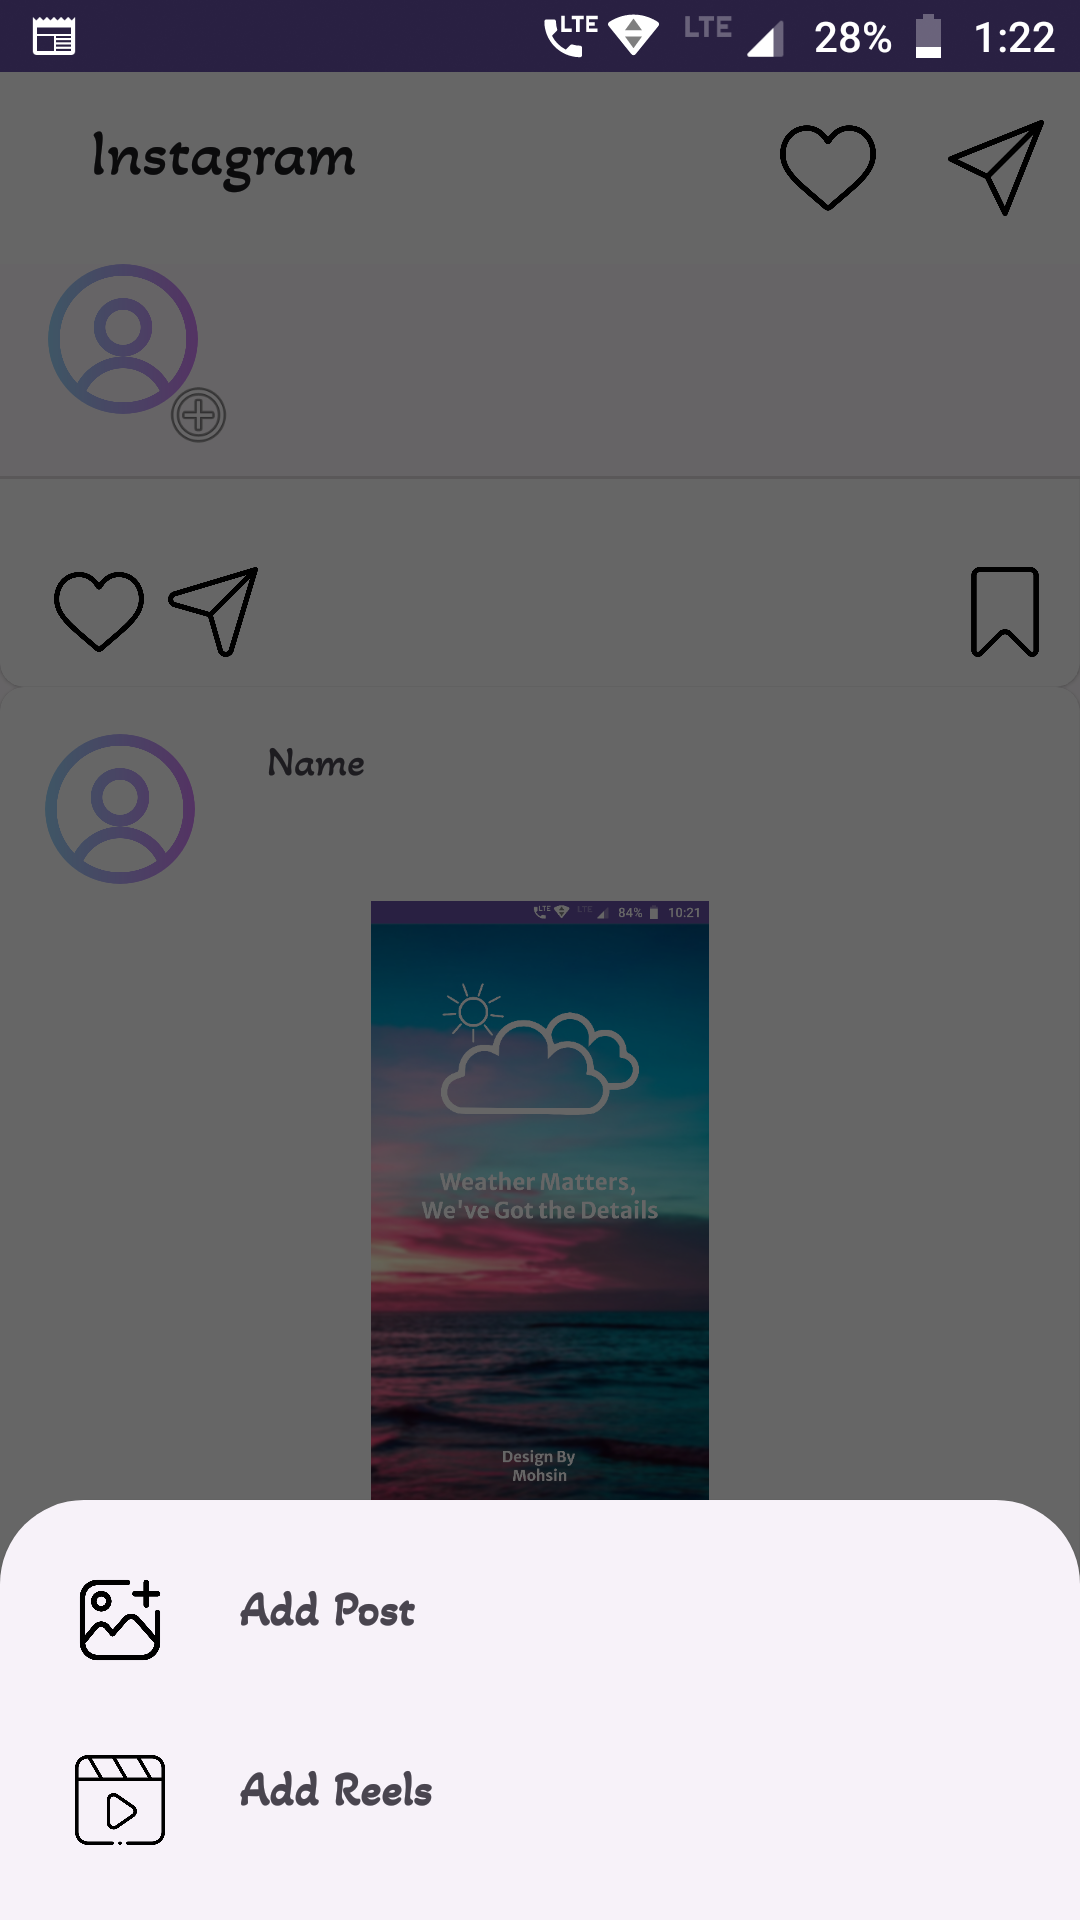 LTE LTE 28% 1:22
Instagram
Name
LTE LTE 84% 10:21
Weather Matters,
We've Got the Details
Design By
Mohsin
Add Post
Add Reels